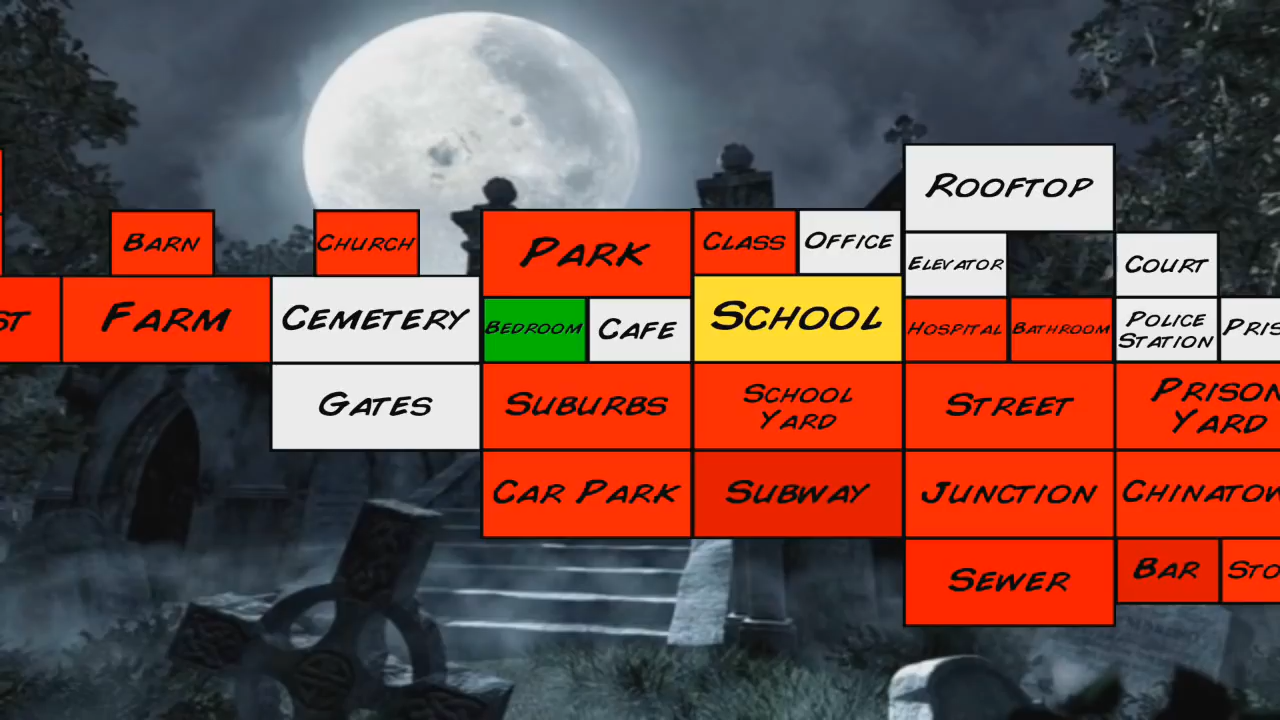 ROOFTOP
BARN
CHURCH
PARK
CLASS
OFFICE
ELEVATOR
COURT
FARM
CEMETERY
BEDROOM
CAFE
SCHOOL
HOSPITAL
BATHROOM
POLICE
STATION
GATES
SUBURBS
SCHOOL
YARD
STREET
PRISON
YARD
CAR PARK
SUBWAY
JUNCTION
SEWER
BAR